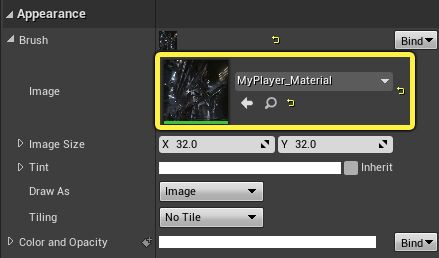 Appearance
Brush
Bind
Image
MyPlayer_Material
Image Size
X 32.0
Y 32.0
Tint
Inherit
Draw As
Image
Tiling
No Tile
Color and Opacity
Bind